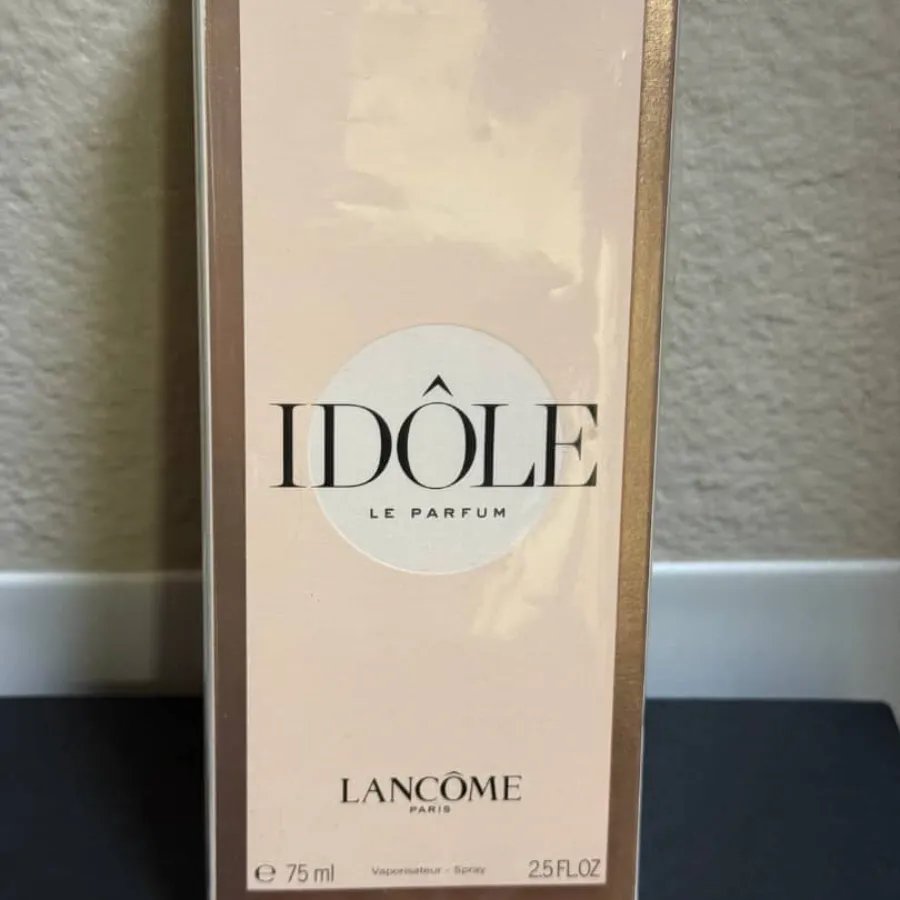 IDÔLE
LE PARFUM
LANCÔME
PARIS
℮ 75 ml Vaporisateur - Spray 2.5 FL.OZ